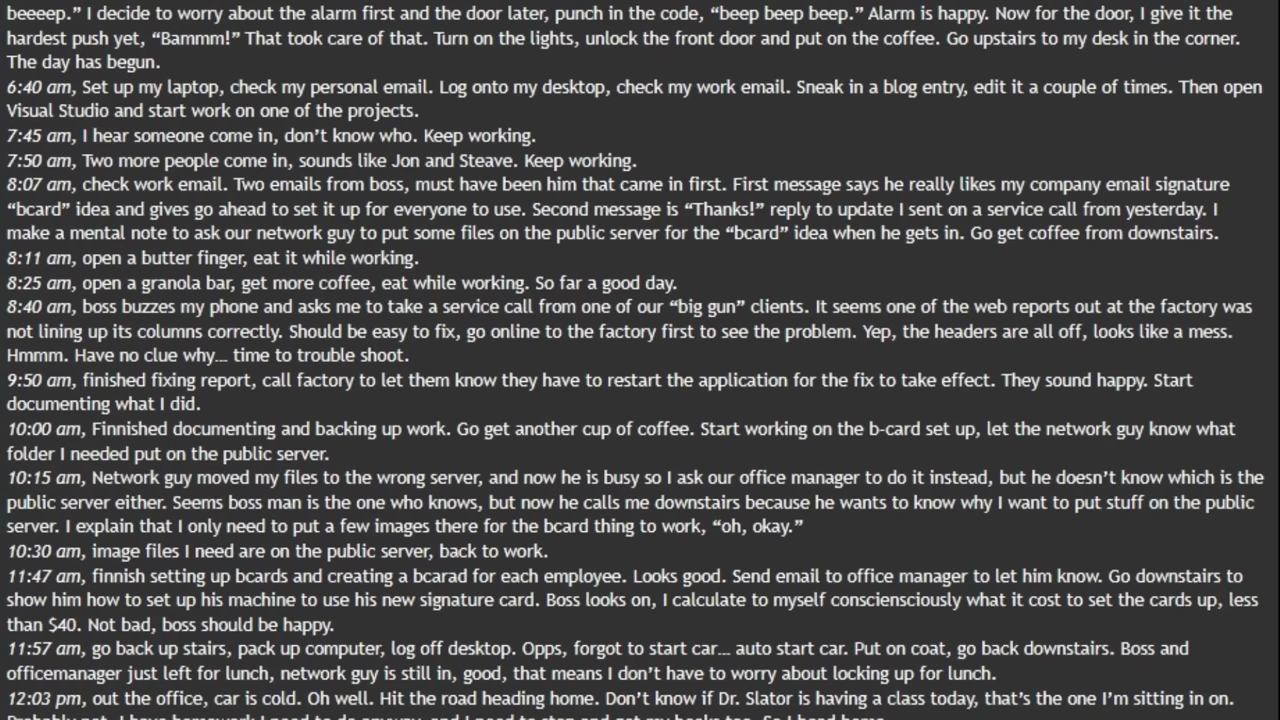 beeeep.” I decide to worry about the alarm first and the door later, punch in the code, “beep beep beep.” Alarm is happy. Now for the door, I give it the
hardest push yet, “Bammm!” That took care of that. Turn on the lights, unlock the front door and put on the coffee. Go upstairs to my desk in the corner.
The day has begun.
6:40 am, Set up my laptop, check my personal email. Log onto my desktop, check my work email. Sneak in a blog entry, edit it a couple of times. Then open
Visual Studio and start work on one of the projects.
7:45 am, I hear someone come in, don’t know who. Keep working.
7:50 am, Two more people come in, sounds like Jon and Steave. Keep working.
8:07 am, check work email. Two emails from boss, must have been him that came in first. First message says he really likes my company email signature
“bcard” idea and gives go ahead to set it up for everyone to use. Second message is “Thanks!” reply to update I sent on a service call from yesterday. I
make a mental note to ask our network guy to put some files on the public server for the “bcard” idea when he gets in. Go get coffee from downstairs.
8:11 am, open a butter finger, eat it while working.
8:25 am, open a granola bar, get more coffee, eat while working. So far a good day.
8:40 am, boss buzzes my phone and asks me to take a service call from one of our “big gun” clients. It seems one of the web reports out at the factory was
not lining up its columns correctly. Should be easy to fix, go online to the factory first to see the problem. Yep, the headers are all off, looks like a mess.
Hmmm. Have no clue why… time to trouble shoot.
9:50 am, finished fixing report, call factory to let them know they have to restart the application for the fix to take effect. They sound happy. Start
documenting what I did.
10:00 am, Finnished documenting and backing up work. Go get another cup of coffee. Start working on the b-card set up, let the network guy know what
folder I needed put on the public server.
10:15 am, Network guy moved my files to the wrong server, and now he is busy so I ask our office manager to do it instead, but he doesn’t know which is the
public server either. Seems boss man is the one who knows, but now he calls me downstairs because he wants to know why I want to put stuff on the public
server. I explain that I only need to put a few images there for the bcard thing to work, “oh, okay.”
10:30 am, image files I need are on the public server, back to work.
11:47 am, finnish setting up bcards and creating a bcarad for each employee. Looks good. Send email to office manager to let him know. Go downstairs to
show him how to set up his machine to use his new signature card. Boss looks on, I calculate to myself consciensciously what it cost to set the cards up, less
than $40. Not bad, boss should be happy.
11:57 am, go back up stairs, pack up computer, log off desktop. Opps, forgot to start car… auto start car. Put on coat, go back downstairs. Boss and
officemanager just left for lunch, network guy is still in, good, that means I don’t have to worry about locking up for lunch.
12:03 pm, out the office, car is cold. Oh well. Hit the road heading home. Don’t know if Dr. Slator is having a class today, that’s the one I’m sitting in on.
Probably not, I have homework I need to do anyway, and I need to stop and get my books too. So I head home.